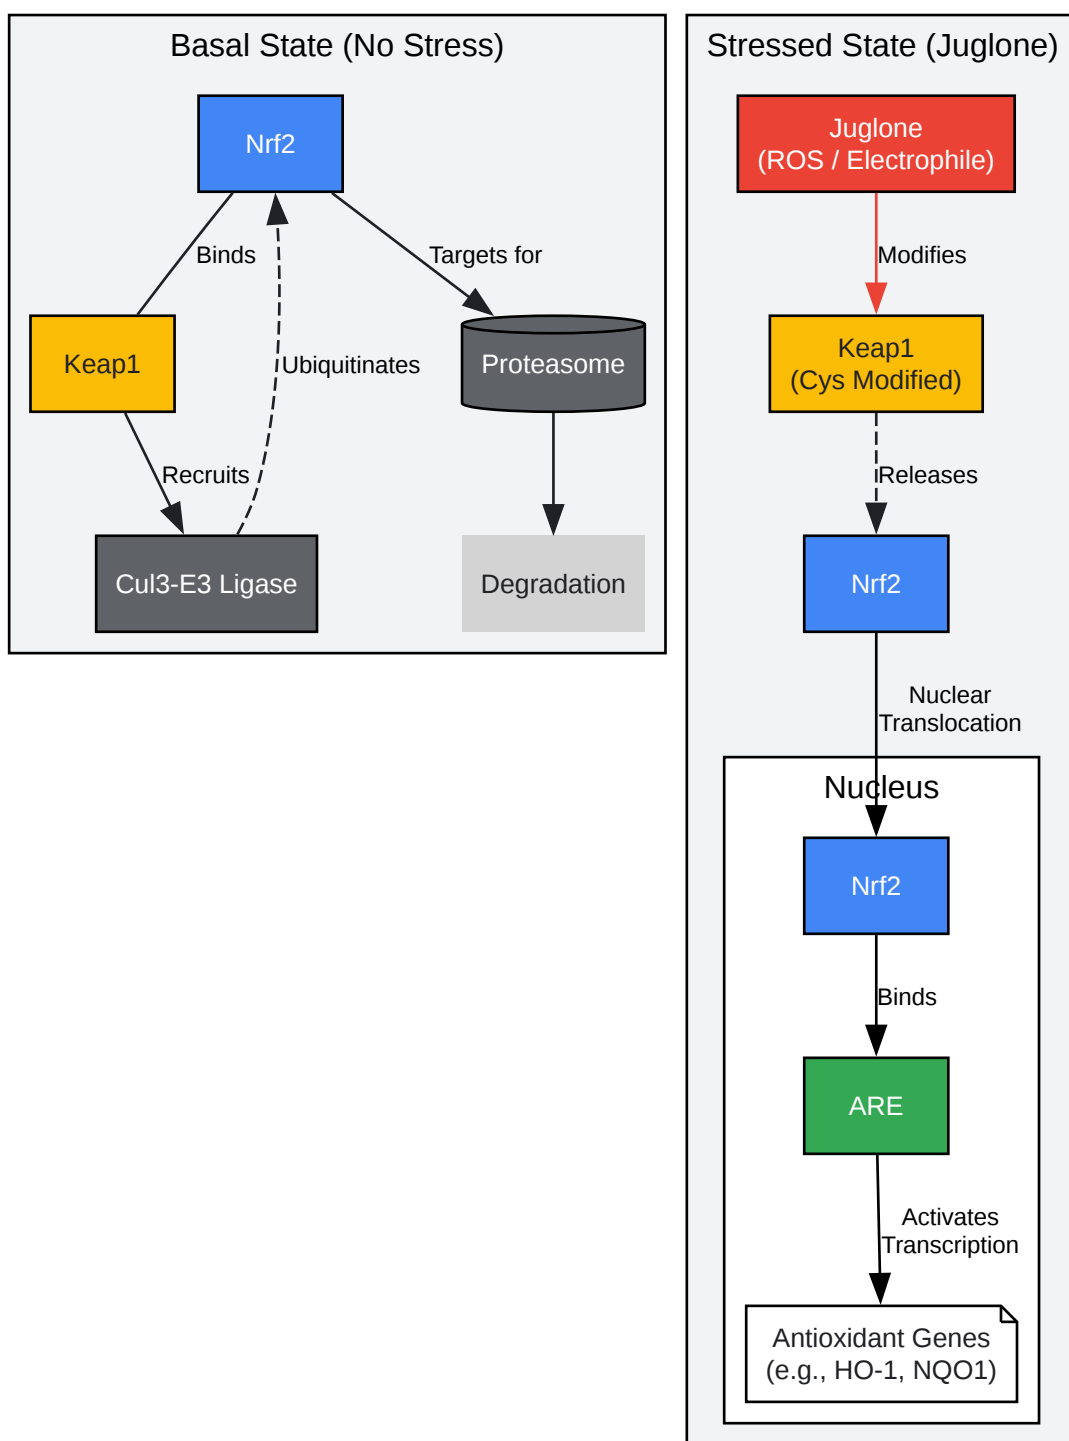 Basal State (No Stress)
Nrf2
Binds
Targets for
Keap1
Ubiquitinates
Proteasome
Recruits
Cul3-E3 Ligase
Degradation
Stressed State (Juglone)
Juglone
(ROS / Electrophile)
Modifies
Keap1
(Cys Modified)
Releases
Nrf2
Nuclear
Translocation
Nucleus
Nrf2
Binds
ARE
Activates
Transcription
Antioxidant Genes
(e.g., HO-1, NQO1)